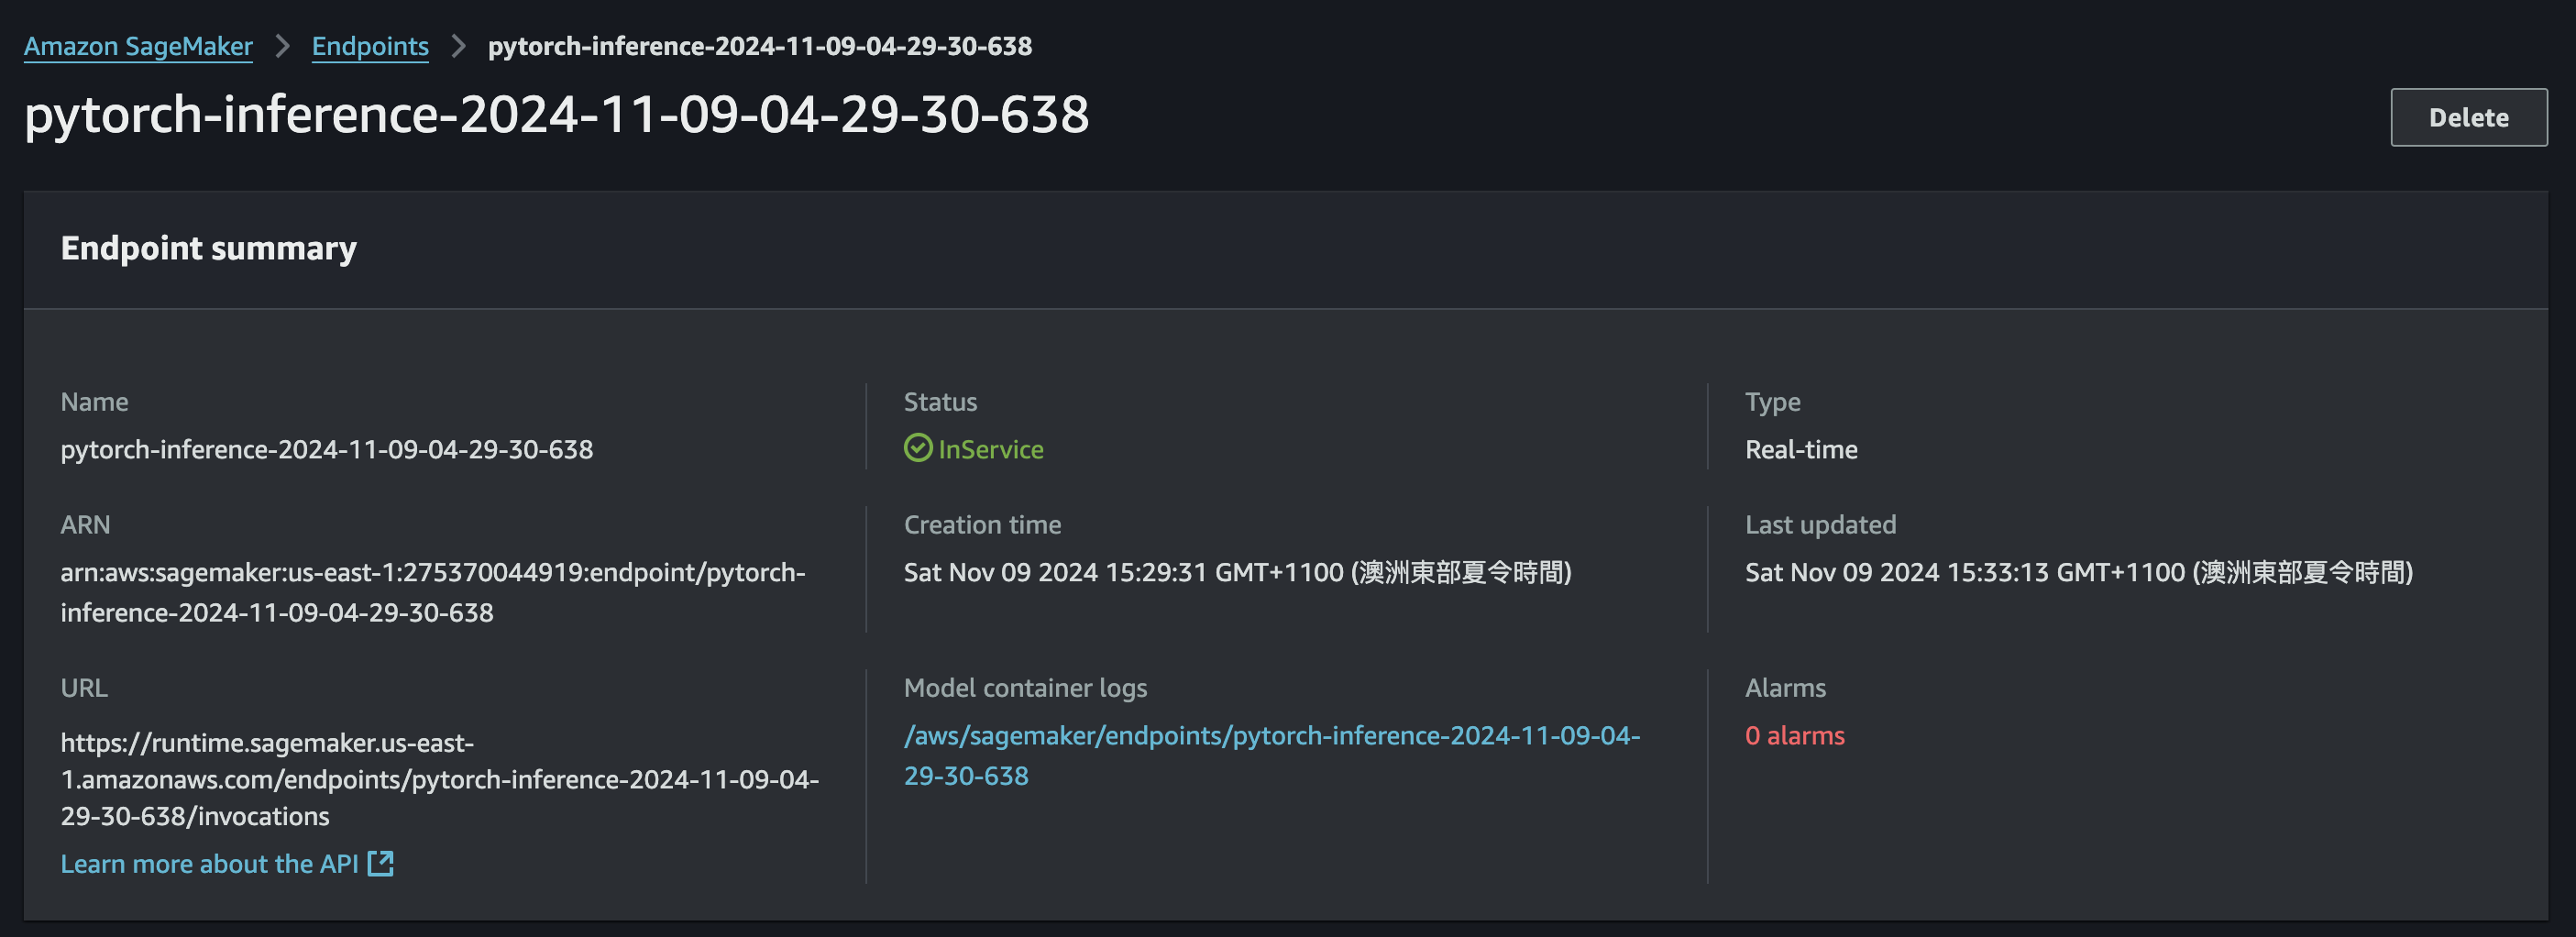 Amazon SageMaker > Endpoints > pytorch-inference-2024-11-09-04-29-30-638
pytorch-inference-2024-11-09-04-29-30-638
Delete
Endpoint summary
Name
pytorch-inference-2024-11-09-04-29-30-638
Status
InService
Type
Real-time
ARN
arn:aws:sagemaker:us-east-1:275370044919:endpoint/pytorch-
inference-2024-11-09-04-29-30-638
Creation time
Sat Nov 09 2024 15:29:31 GMT+1100 (澳洲東部夏令時間)
Last updated
Sat Nov 09 2024 15:33:13 GMT+1100 (澳洲東部夏令時間)
URL
https://runtime.sagemaker.us-east-
1.amazonaws.com/endpoints/pytorch-inference-2024-11-09-04-
29-30-638/invocations
Learn more about the API
Model container logs
/aws/sagemaker/endpoints/pytorch-inference-2024-11-09-04-
29-30-638
Alarms
0 alarms